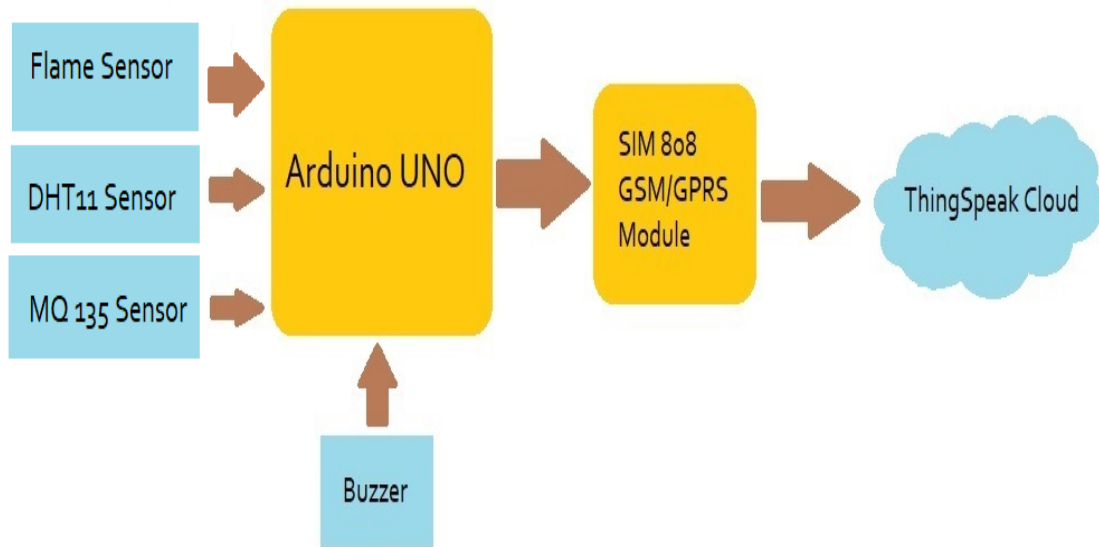 Flame Sensor
DHT11 Sensor
MQ 135 Sensor
Arduino UNO
Buzzer
SIM 808
GSM/GPRS
Module
ThingSpeak Cloud